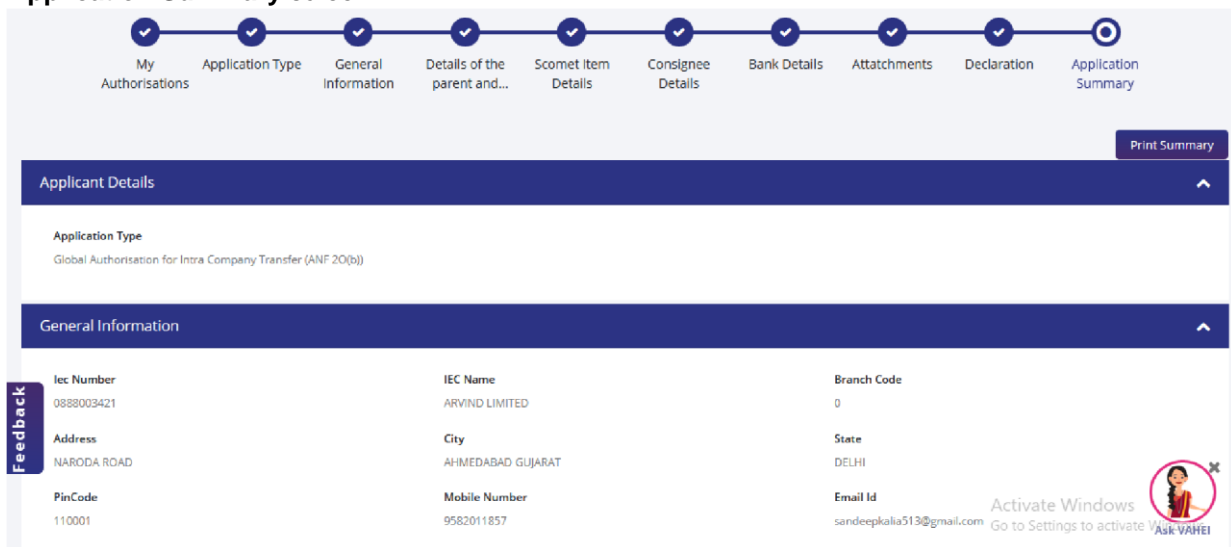 My Authorisations
Application Type
General Information
Details of the parent and...
Scomet Item Details
Consignee Details
Bank Details
Attatchments
Declaration
Application Summary
Print Summary
Applicant Details
Application Type
Global Authorisation for Intra Company Transfer (ANF 2O(b))
General Information
Iec Number IEC Name Branch Code
0888003421 ARVIND LIMITED 0
Address City State
NARODA ROAD AHMEDABAD GUJARAT DELHI
PinCode Mobile Number Email Id
110001 9582011857 sandeepkalia513@gmail.com
Feedback
Activate Windows
Go to Settings to activate
Ask VAHEI